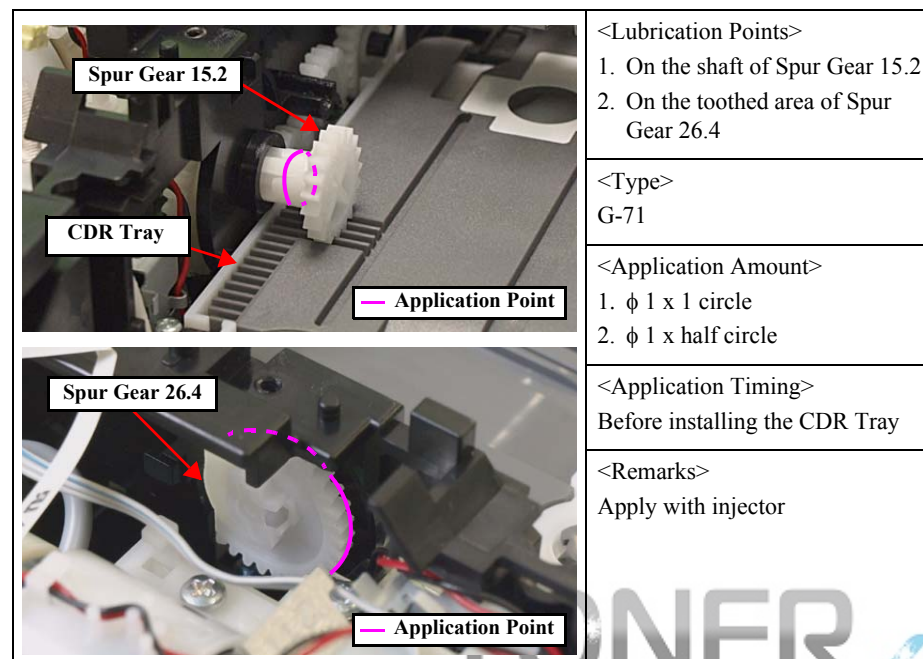 Spur Gear 15.2
CDR Tray
Application Point
Spur Gear 26.4
Application Point
<Lubrication Points>
1. On the shaft of Spur Gear 15.2
2. On the toothed area of Spur
Gear 26.4
<Type>
G-71
<Application Amount>
1. ϕ 1 x 1 circle
2. ϕ 1 x half circle
<Application Timing>
Before installing the CDR Tray
<Remarks>
Apply with injector